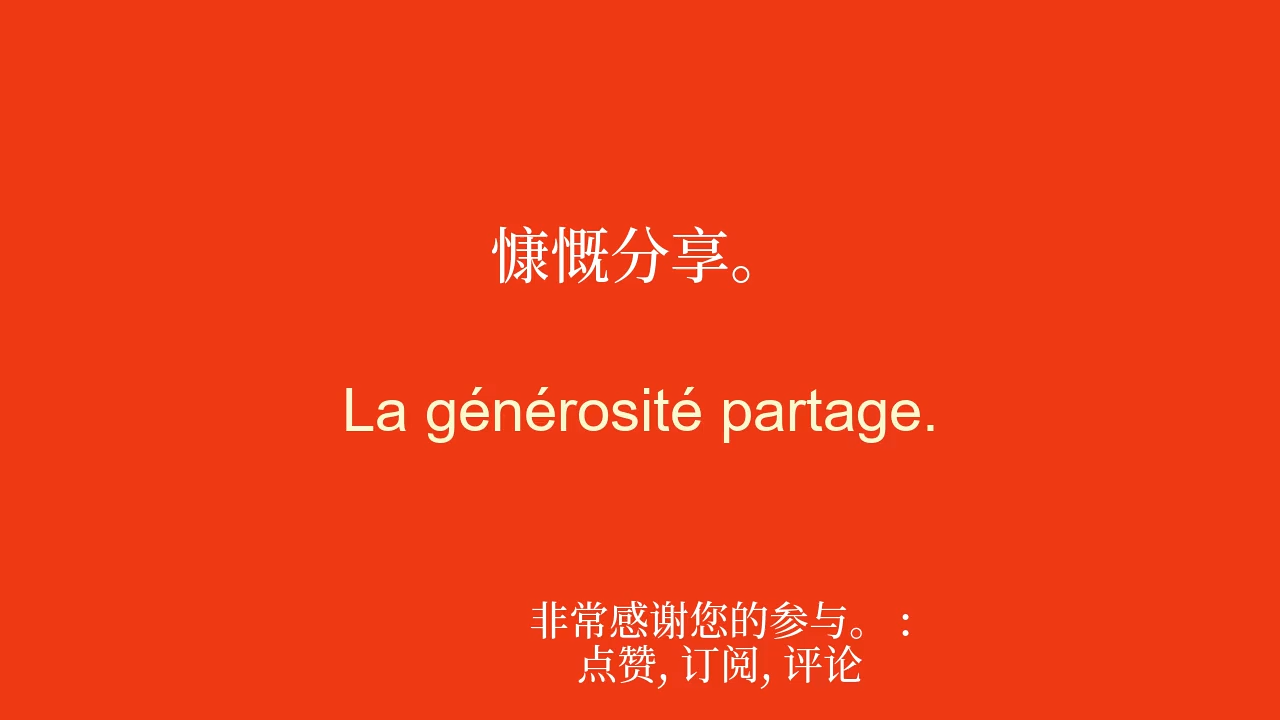 慷慨分享。
La générosité partage.
非常感谢您的参与。 :
点赞, 订阅, 评论